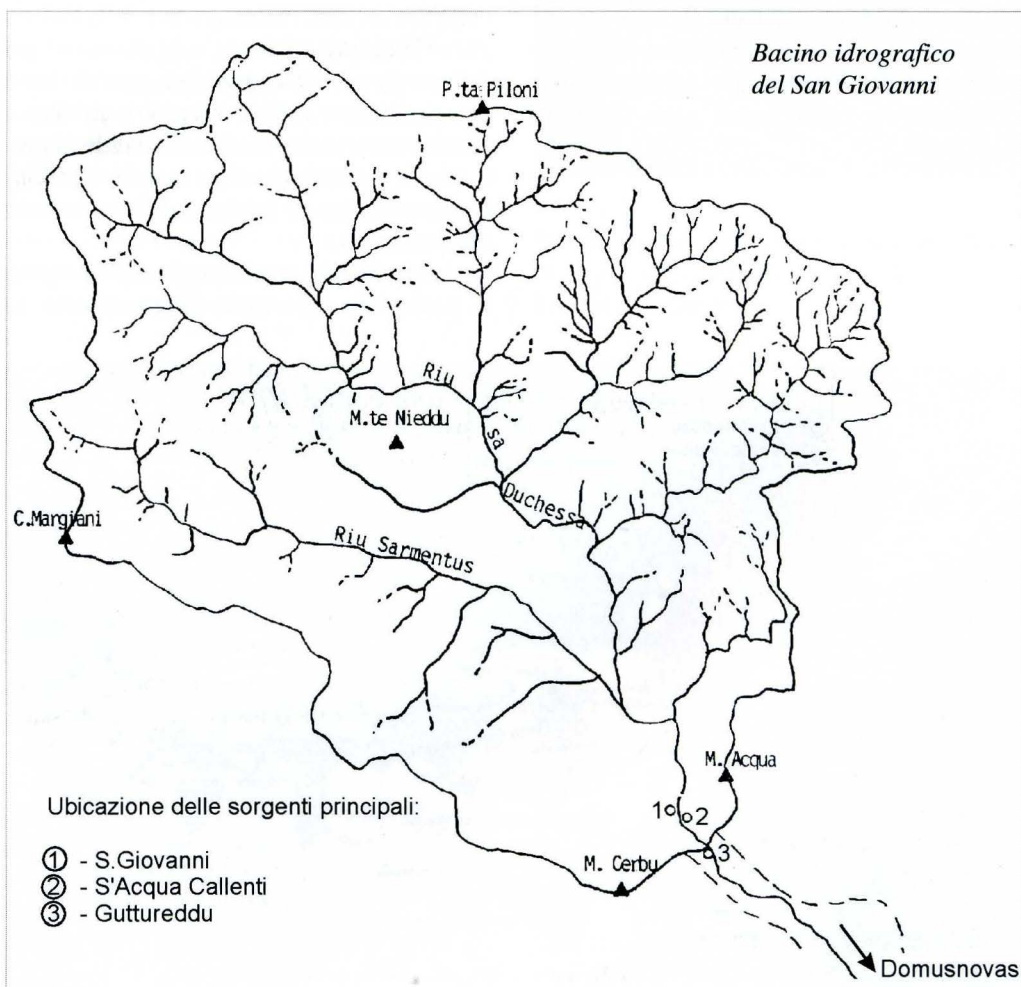 Bacino idrografico
del San Giovanni
P.ta Piloni
Riu
sa
Duchessa
M.te Nieddu
C.Margiani
Riu Sarmentus
M. Acqua
Ubicazione delle sorgenti principali:
1 - S.Giovanni
2 - S'Acqua Callenti
3 - Guttureddu
1
2
3
M. Cerbu
Domusnovas